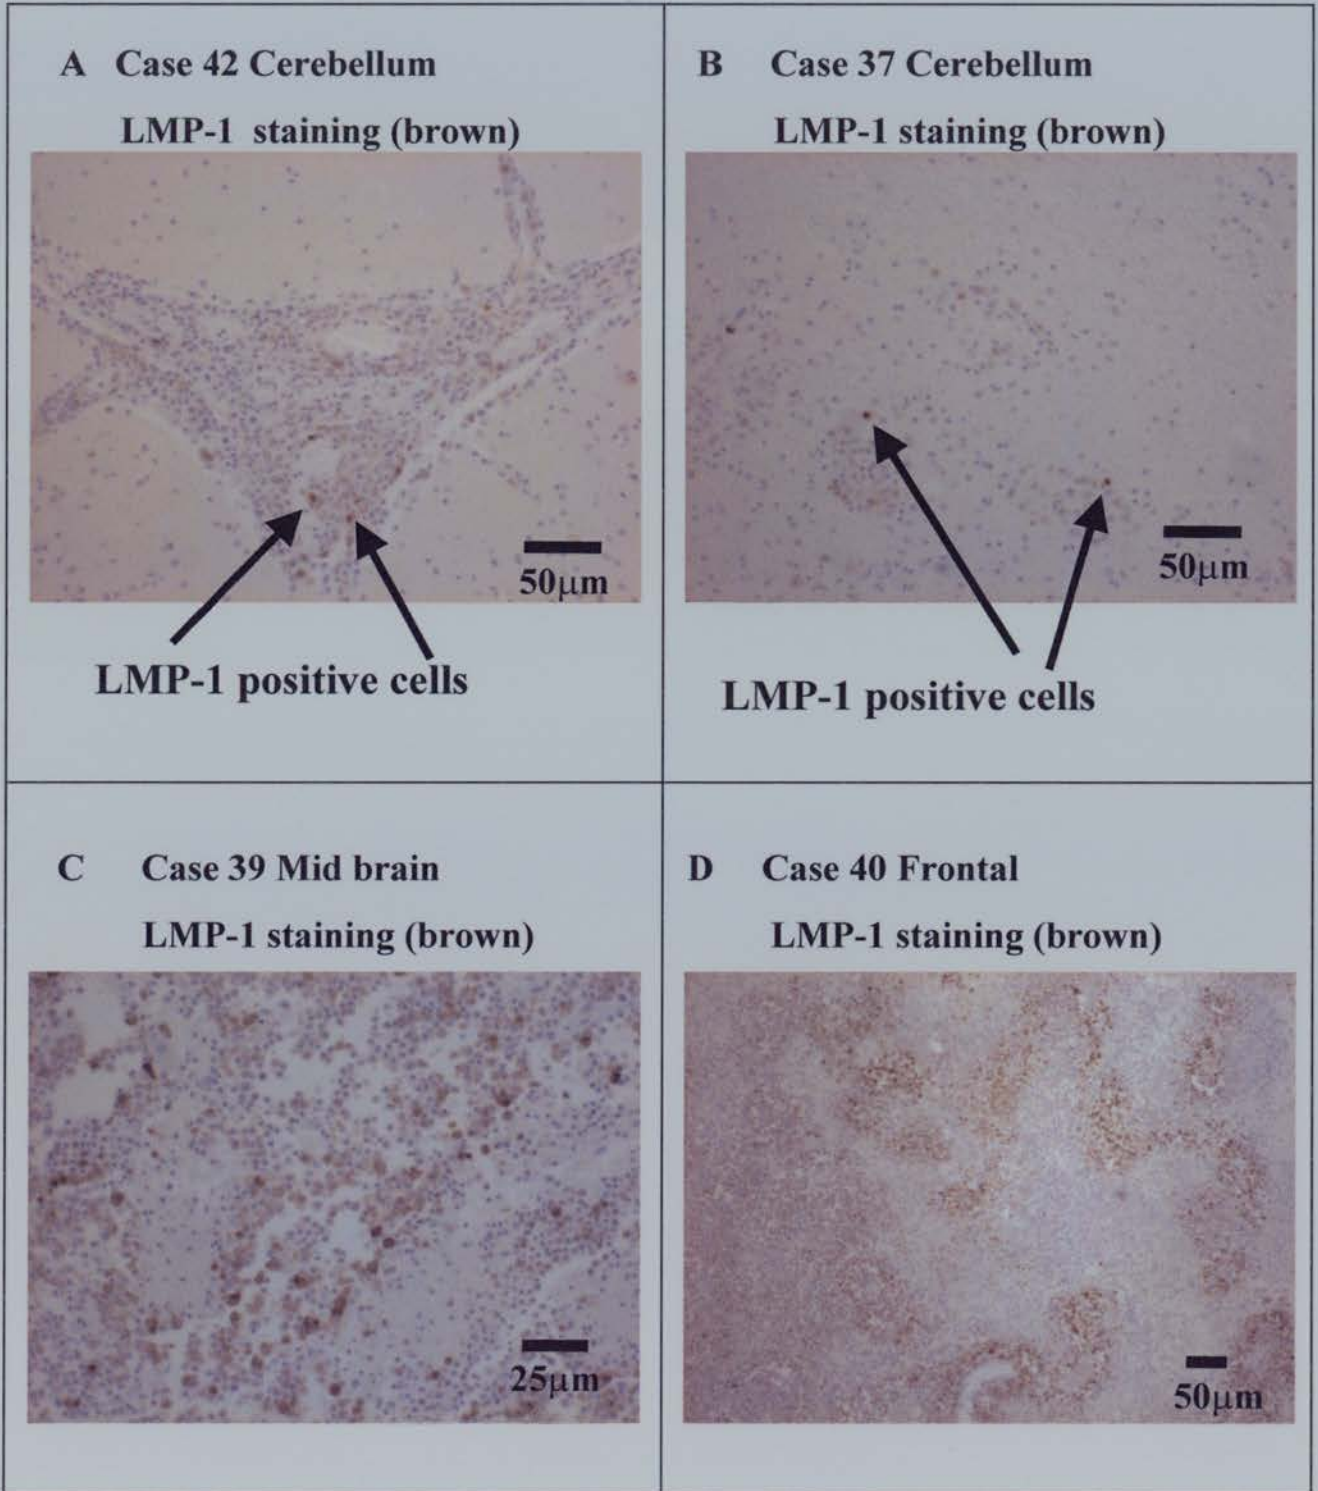 A Case 42 Cerebellum
LMP-1 staining (brown)
50μm
LMP-1 positive cells
B Case 37 Cerebellum
LMP-1 staining (brown)
50μm
LMP-1 positive cells
C Case 39 Mid brain
LMP-1 staining (brown)
25μm
D Case 40 Frontal
LMP-1 staining (brown)
50μm